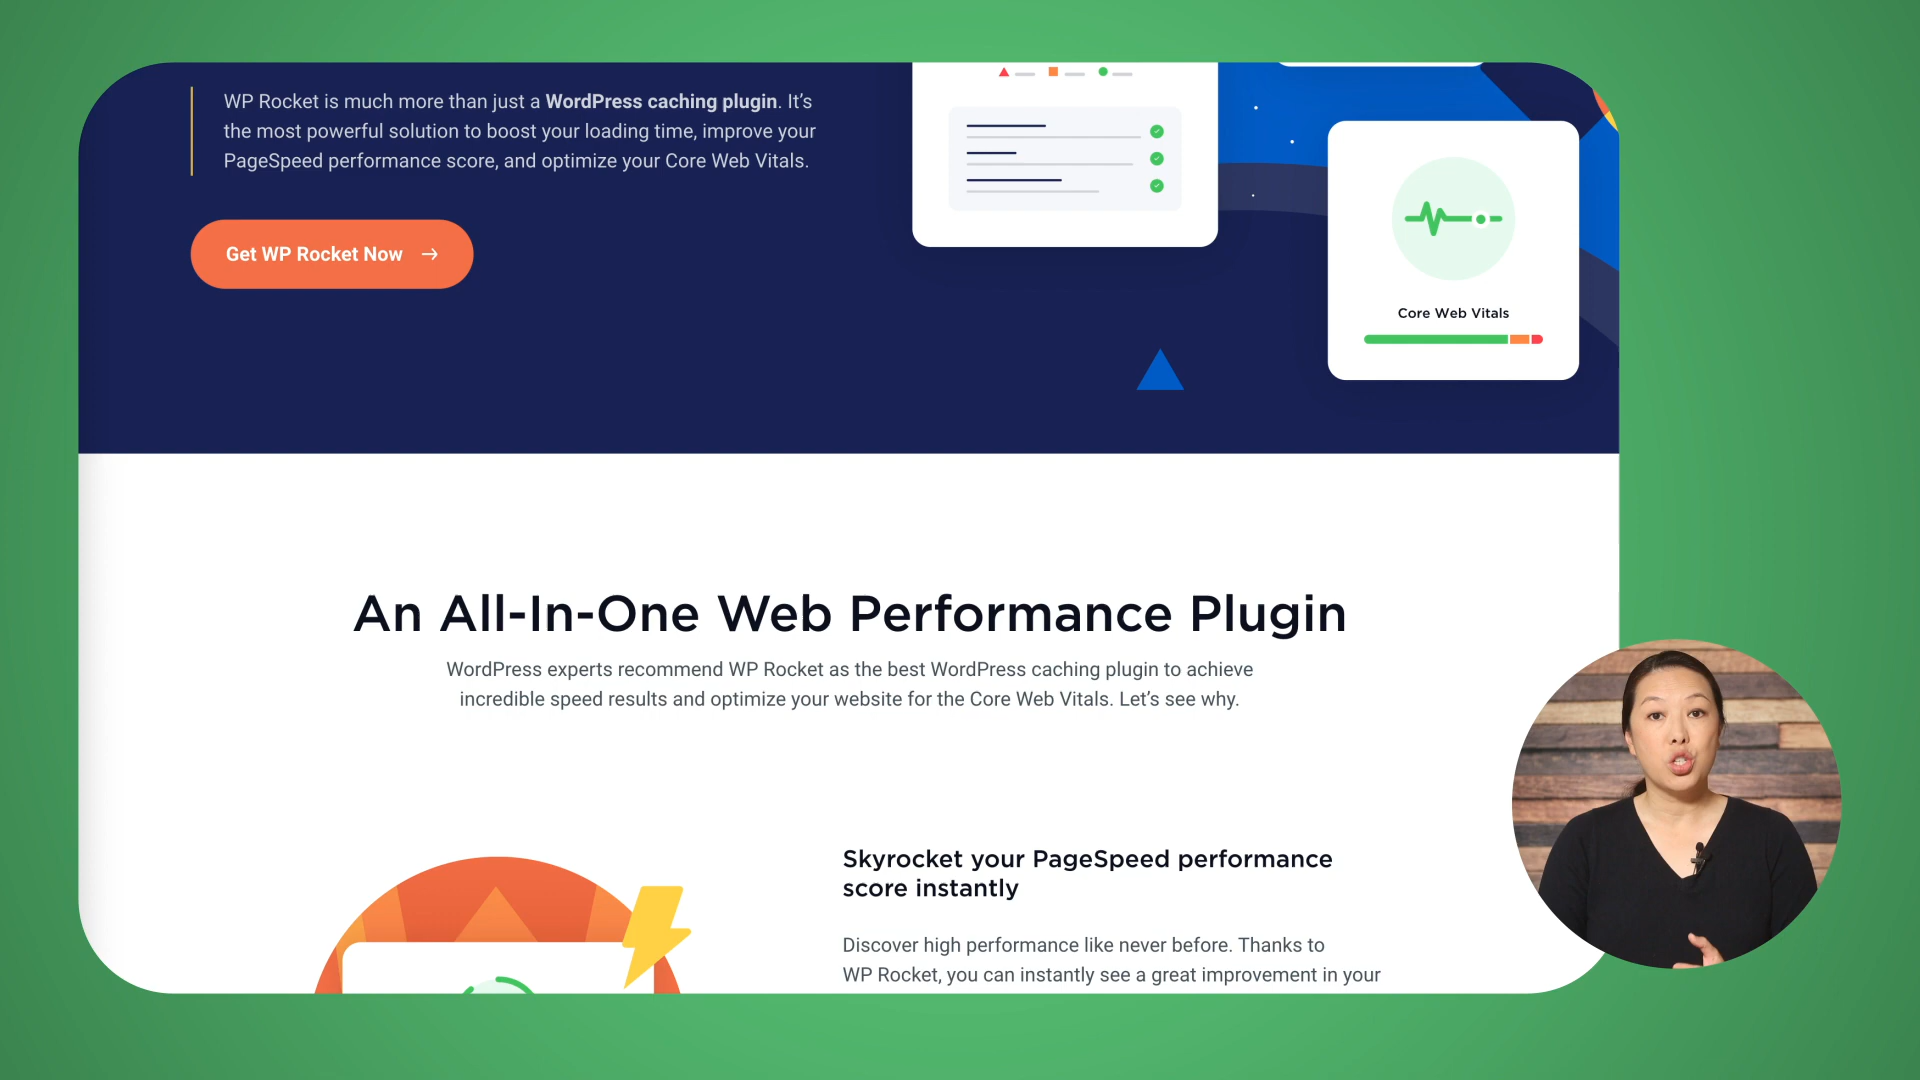 WP Rocket is much more than just a WordPress caching plugin. It’s
the most powerful solution to boost your loading time, improve your
PageSpeed performance score, and optimize your Core Web Vitals.
Get WP Rocket Now
Core Web Vitals
An All-In-One Web Performance Plugin
WordPress experts recommend WP Rocket as the best WordPress caching plugin to achieve
incredible speed results and optimize your website for the Core Web Vitals. Let’s see why.
Skyrocket your PageSpeed performance
score instantly
Discover high performance like never before. Thanks to
WP Rocket, you can instantly see a great improvement in your